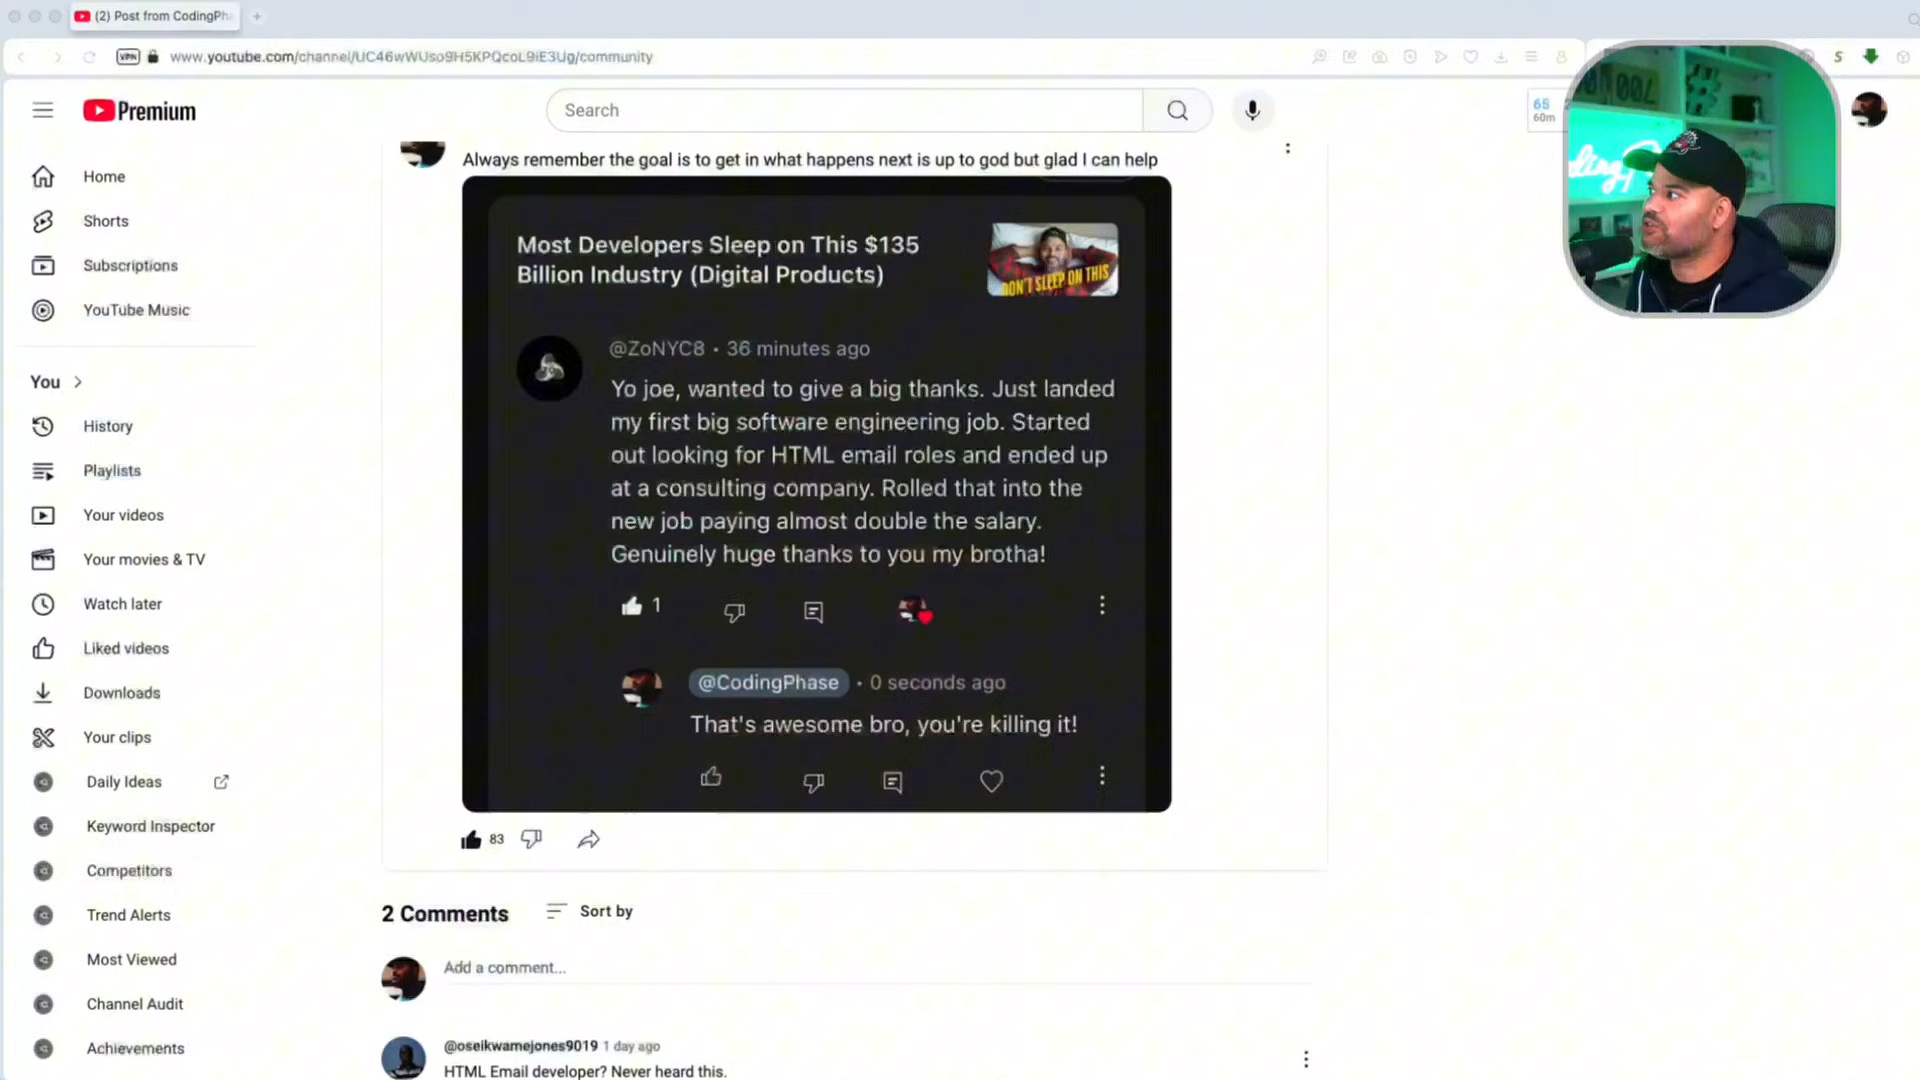 (2) Post from CodingPha
VPN
www.youtube.com/channel/UC46wWUso9H5KPQcoL9iE3Ug/community
S
Premium
Search
65
60m
Home
Shorts
Subscriptions
YouTube Music
You
History
Playlists
Your videos
Your movies & TV
Watch later
Liked videos
Downloads
Your clips
Daily Ideas
Keyword Inspector
Competitors
Trend Alerts
Most Viewed
Channel Audit
Achievements
Always remember the goal is to get in what happens next is up to god but glad I can help
Most Developers Sleep on This $135
Billion Industry (Digital Products)
DON'T SLEEP ON THIS
@ZoNYC8 • 36 minutes ago
Yo joe, wanted to give a big thanks. Just landed
my first big software engineering job. Started
out looking for HTML email roles and ended up
at a consulting company. Rolled that into the
new job paying almost double the salary.
Genuinely huge thanks to you my brotha!
1
@CodingPhase • 0 seconds ago
That's awesome bro, you're killing it!
83
2 Comments
Sort by
Add a comment...
@oseikwamejones9019 1 day ago
HTML Email developer? Never heard this.